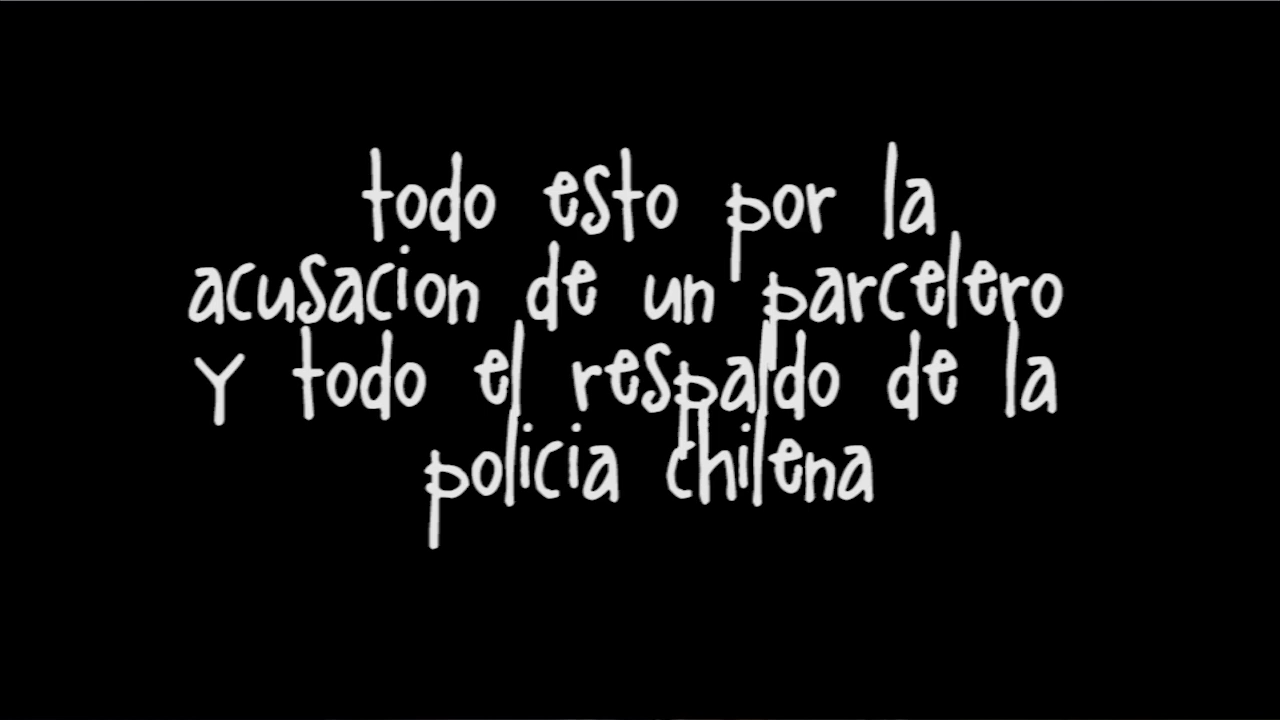 todo esto por la
acusacion de un parcelero
y todo el respaldo de la
policia chilena